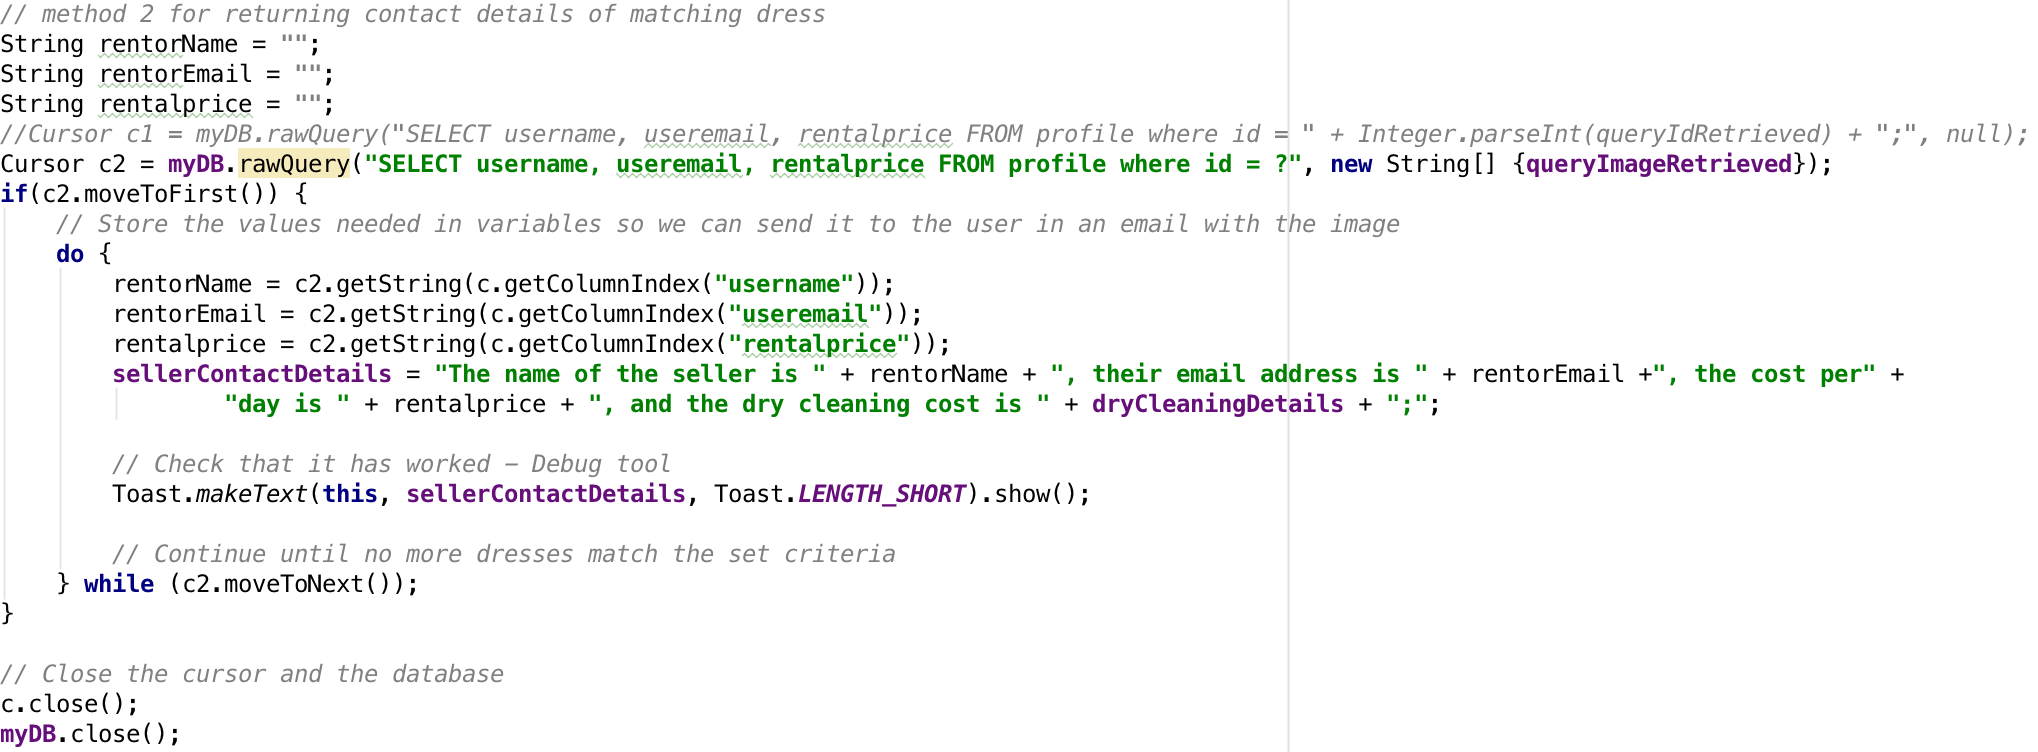 // method 2 for returning contact details of matching dress
String rentorName = "";
String rentorEmail = "";
String rentalprice = "";
//Cursor c1 = myDB.rawQuery("SELECT username, useremail, rentalprice FROM profile where id = " + Integer.parseInt(queryIdRetrieved) + ";", null);
Cursor c2 = myDB.rawQuery("SELECT username, useremail, rentalprice FROM profile where id = ?", new String[] {queryImageRetrieved});
if(c2.moveToFirst()) {
    // Store the values needed in variables so we can send it to the user in an email with the image
    do {
        rentorName = c2.getString(c.getColumnIndex("username"));
        rentorEmail = c2.getString(c.getColumnIndex("useremail"));
        rentalprice = c2.getString(c.getColumnIndex("rentalprice"));
        sellerContactDetails = "The name of the seller is " + rentorName + ", their email address is " + rentorEmail +", the cost per" +
                "day is " + rentalprice + ", and the dry cleaning cost is " + dryCleaningDetails + ";";
        // Check that it has worked – Debug tool
        Toast.makeText(this, sellerContactDetails, Toast.LENGTH_SHORT).show();
        // Continue until no more dresses match the set criteria
    } while (c2.moveToNext());
}
// Close the cursor and the database
c.close();
myDB.close();